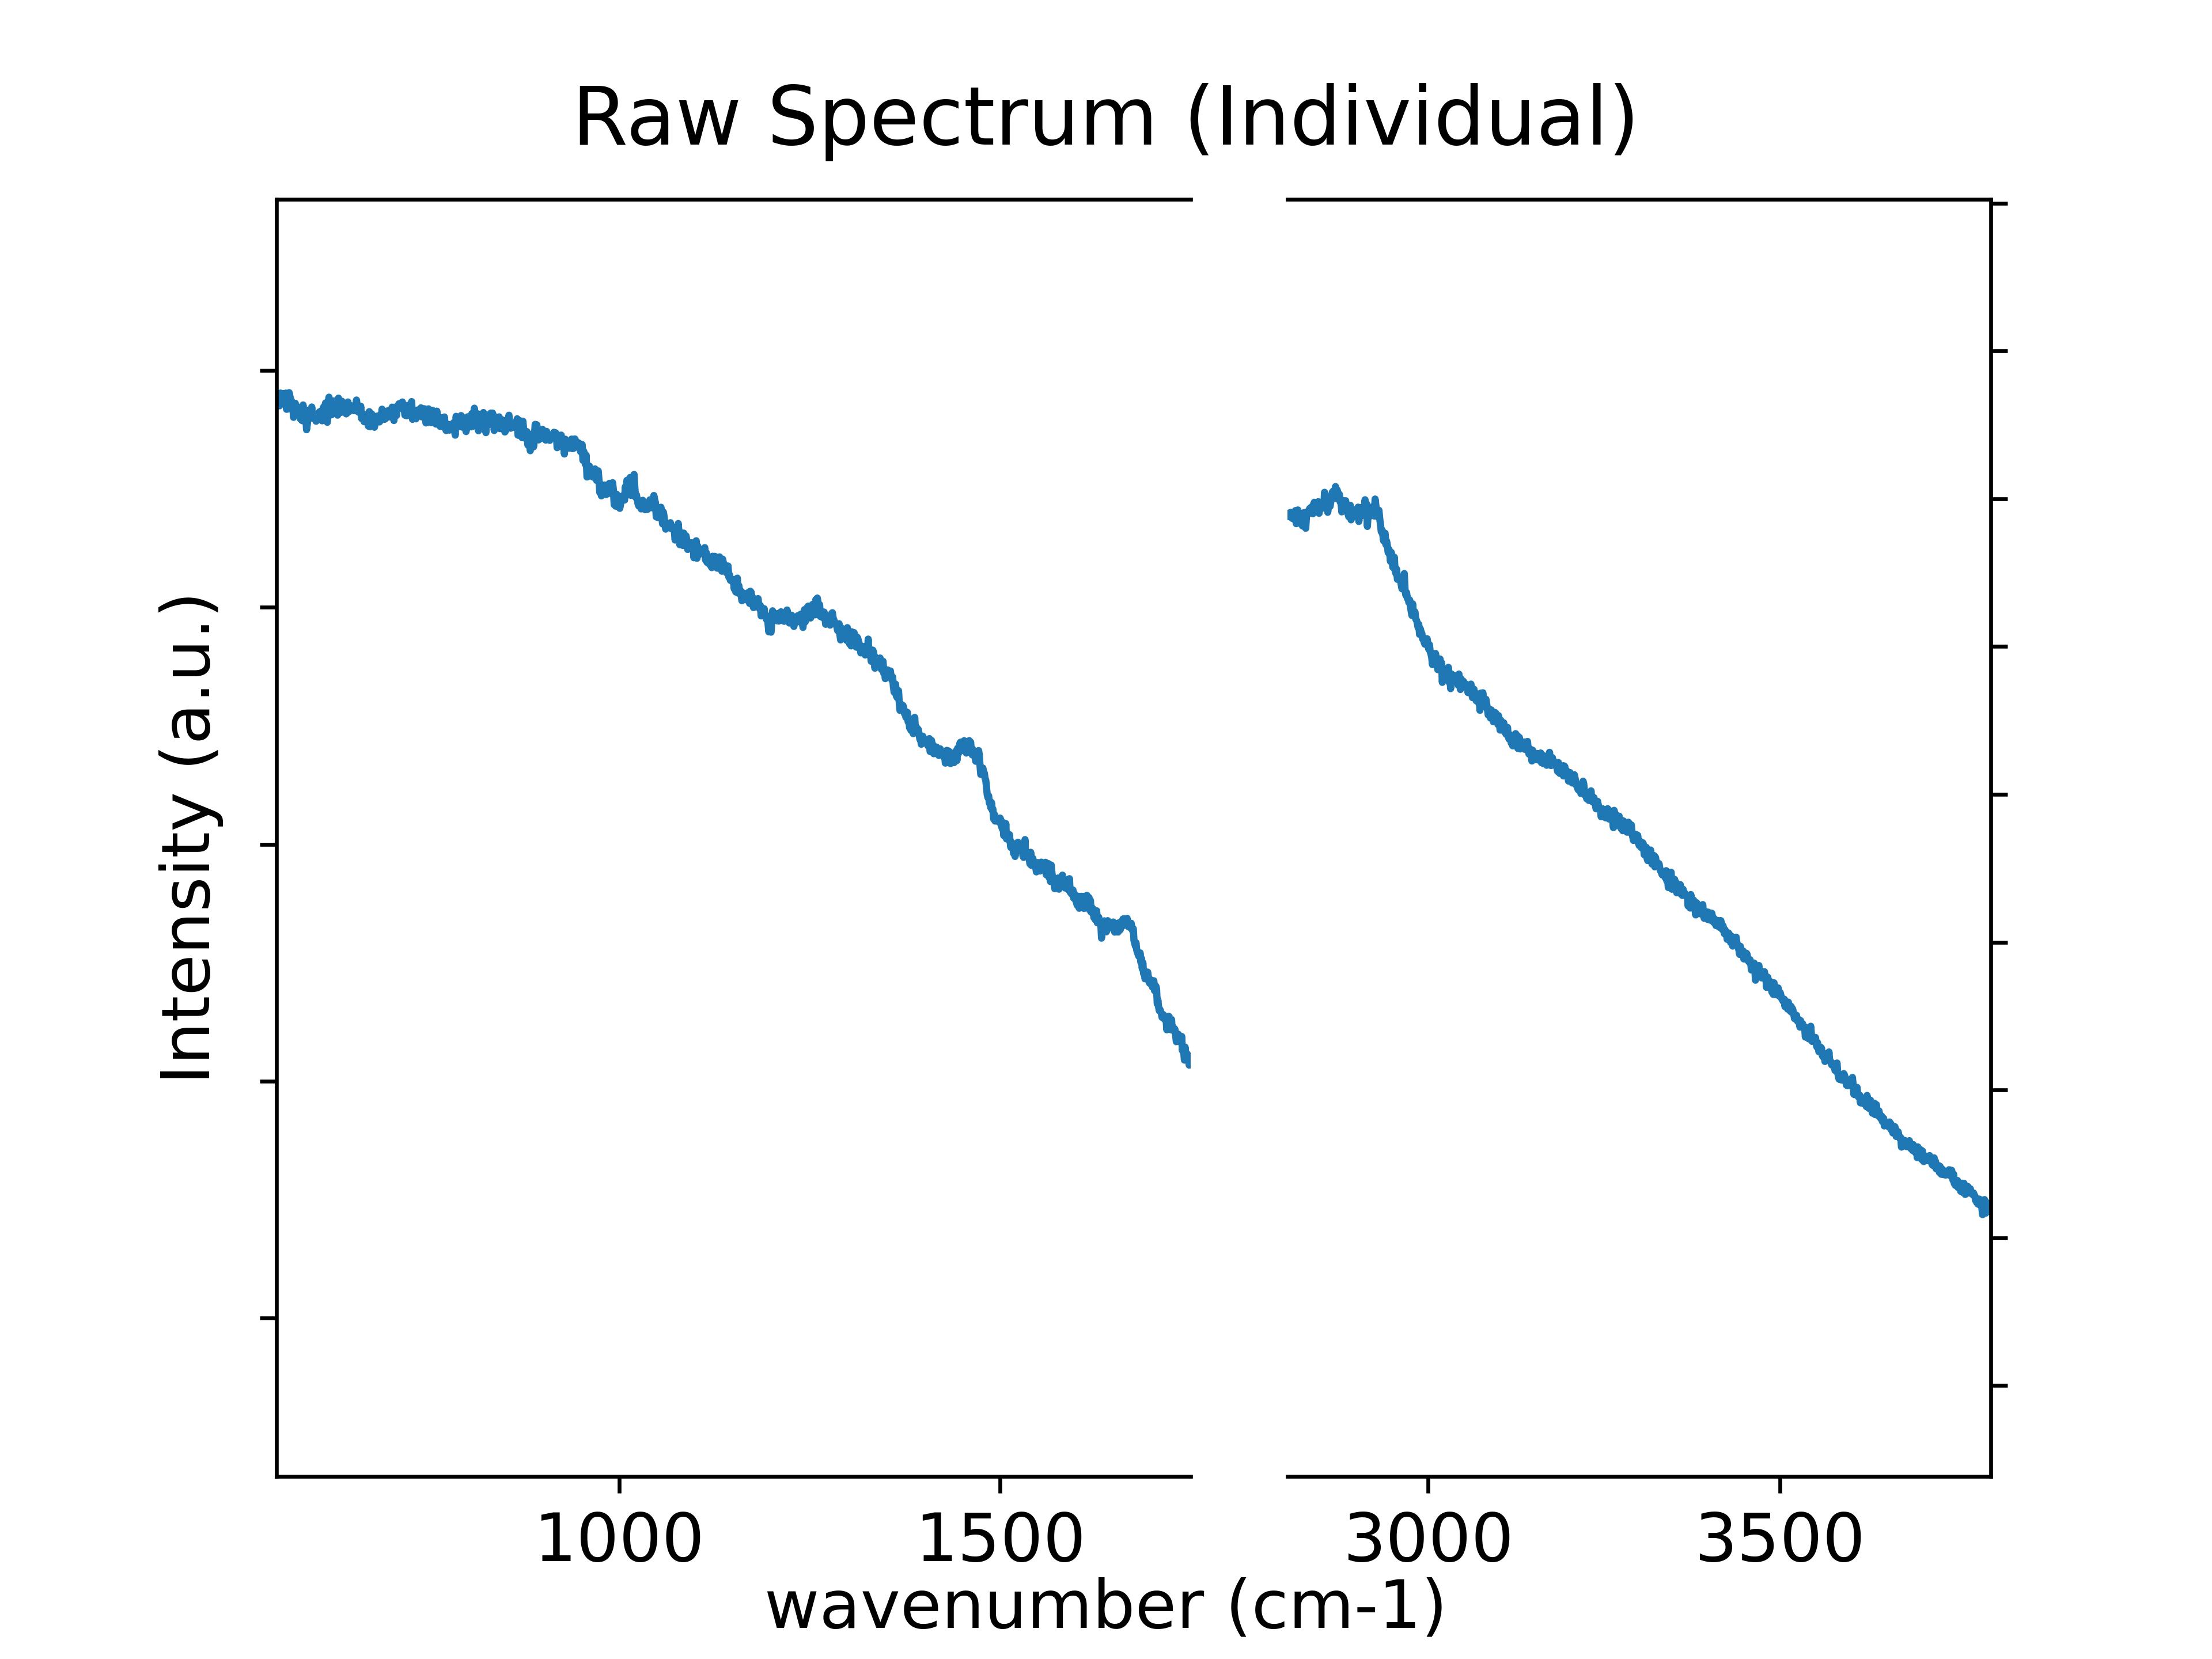 Raw Spectrum (Individual)
Intensity (a.u.)
1000 1500 3000 3500
wavenumber (cm-1)